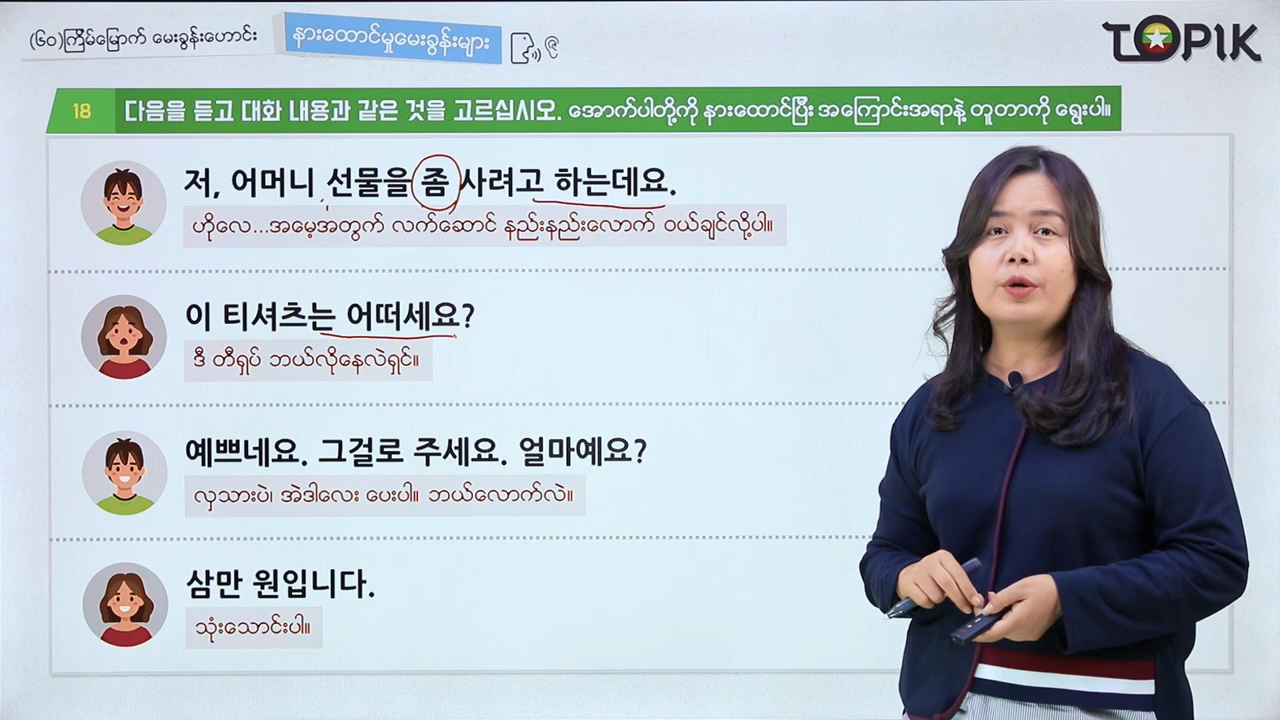 (၆၀)ကြိမ်မြောက် မေးခွန်းဟောင်း
နားထောင်မှုမေးခွန်းများ
TOPIK
18 다음을 듣고 대화 내용과 같은 것을 고르십시오. အောက်ပါတို့ကို နားထောင်ပြီး အကြောင်းအရာနဲ့ တူတာကို ရွေးပါ။
저, 어머니 선물을 좀 사려고 하는데요.
ဟိုလေ...အမေ့အတွက် လက်ဆောင် နည်းနည်းလောက် ဝယ်ချင်လို့ပါ။
이 티셔츠는 어떠세요?
ဒီ တီရှပ် ဘယ်လိုနေလဲရှင်။
예쁘네요. 그걸로 주세요. 얼마예요?
လှသားပဲ၊ အဲဒါလေး ပေးပါ။ ဘယ်လောက်လဲ။
삼만 원입니다.
သုံးသောင်းပါ။